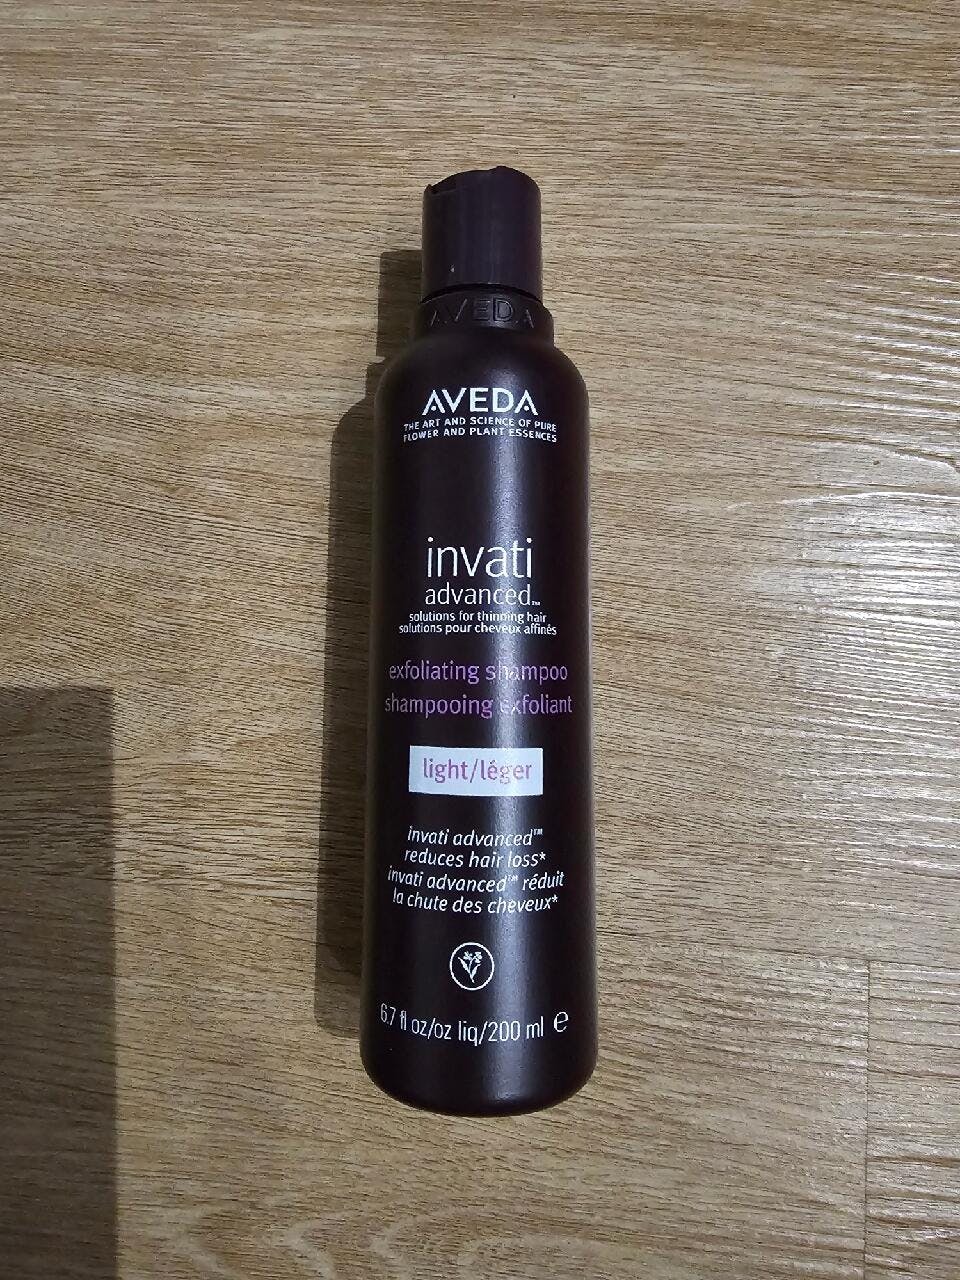 AVEDA
AVEDA
THE ART AND SCIENCE OF PURE
FLOWER AND PLANT ESSENCES
invati
advanced™
solutions for thinning hair
solutions pour cheveux affinés
exfoliating shampoo
shampooing exfoliant
light/léger
invati advanced™
reduces hair loss*
invati advanced™ réduit
la chute des cheveux*
6.7 fl oz/oz liq/200 ml ℮